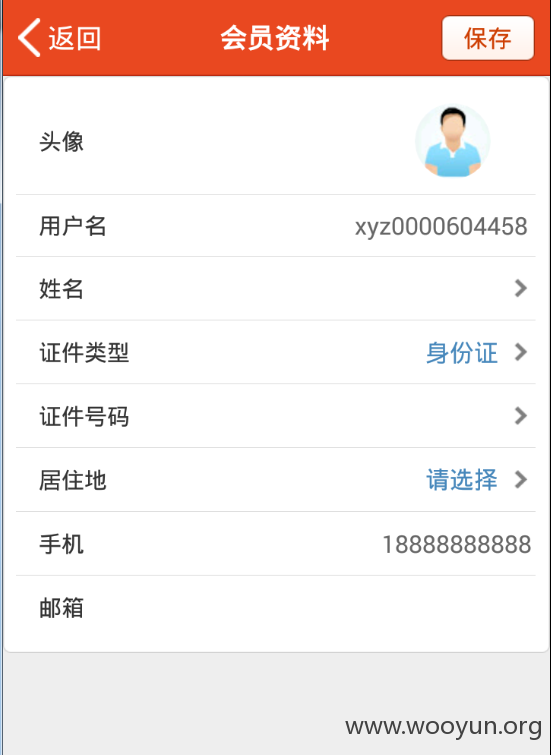 返回 会员资料 保存
头像
用户名 xyz0000604458
姓名
证件类型 身份证
证件号码
居住地 请选择
手机 18888888888
邮箱
www.wooyun.org